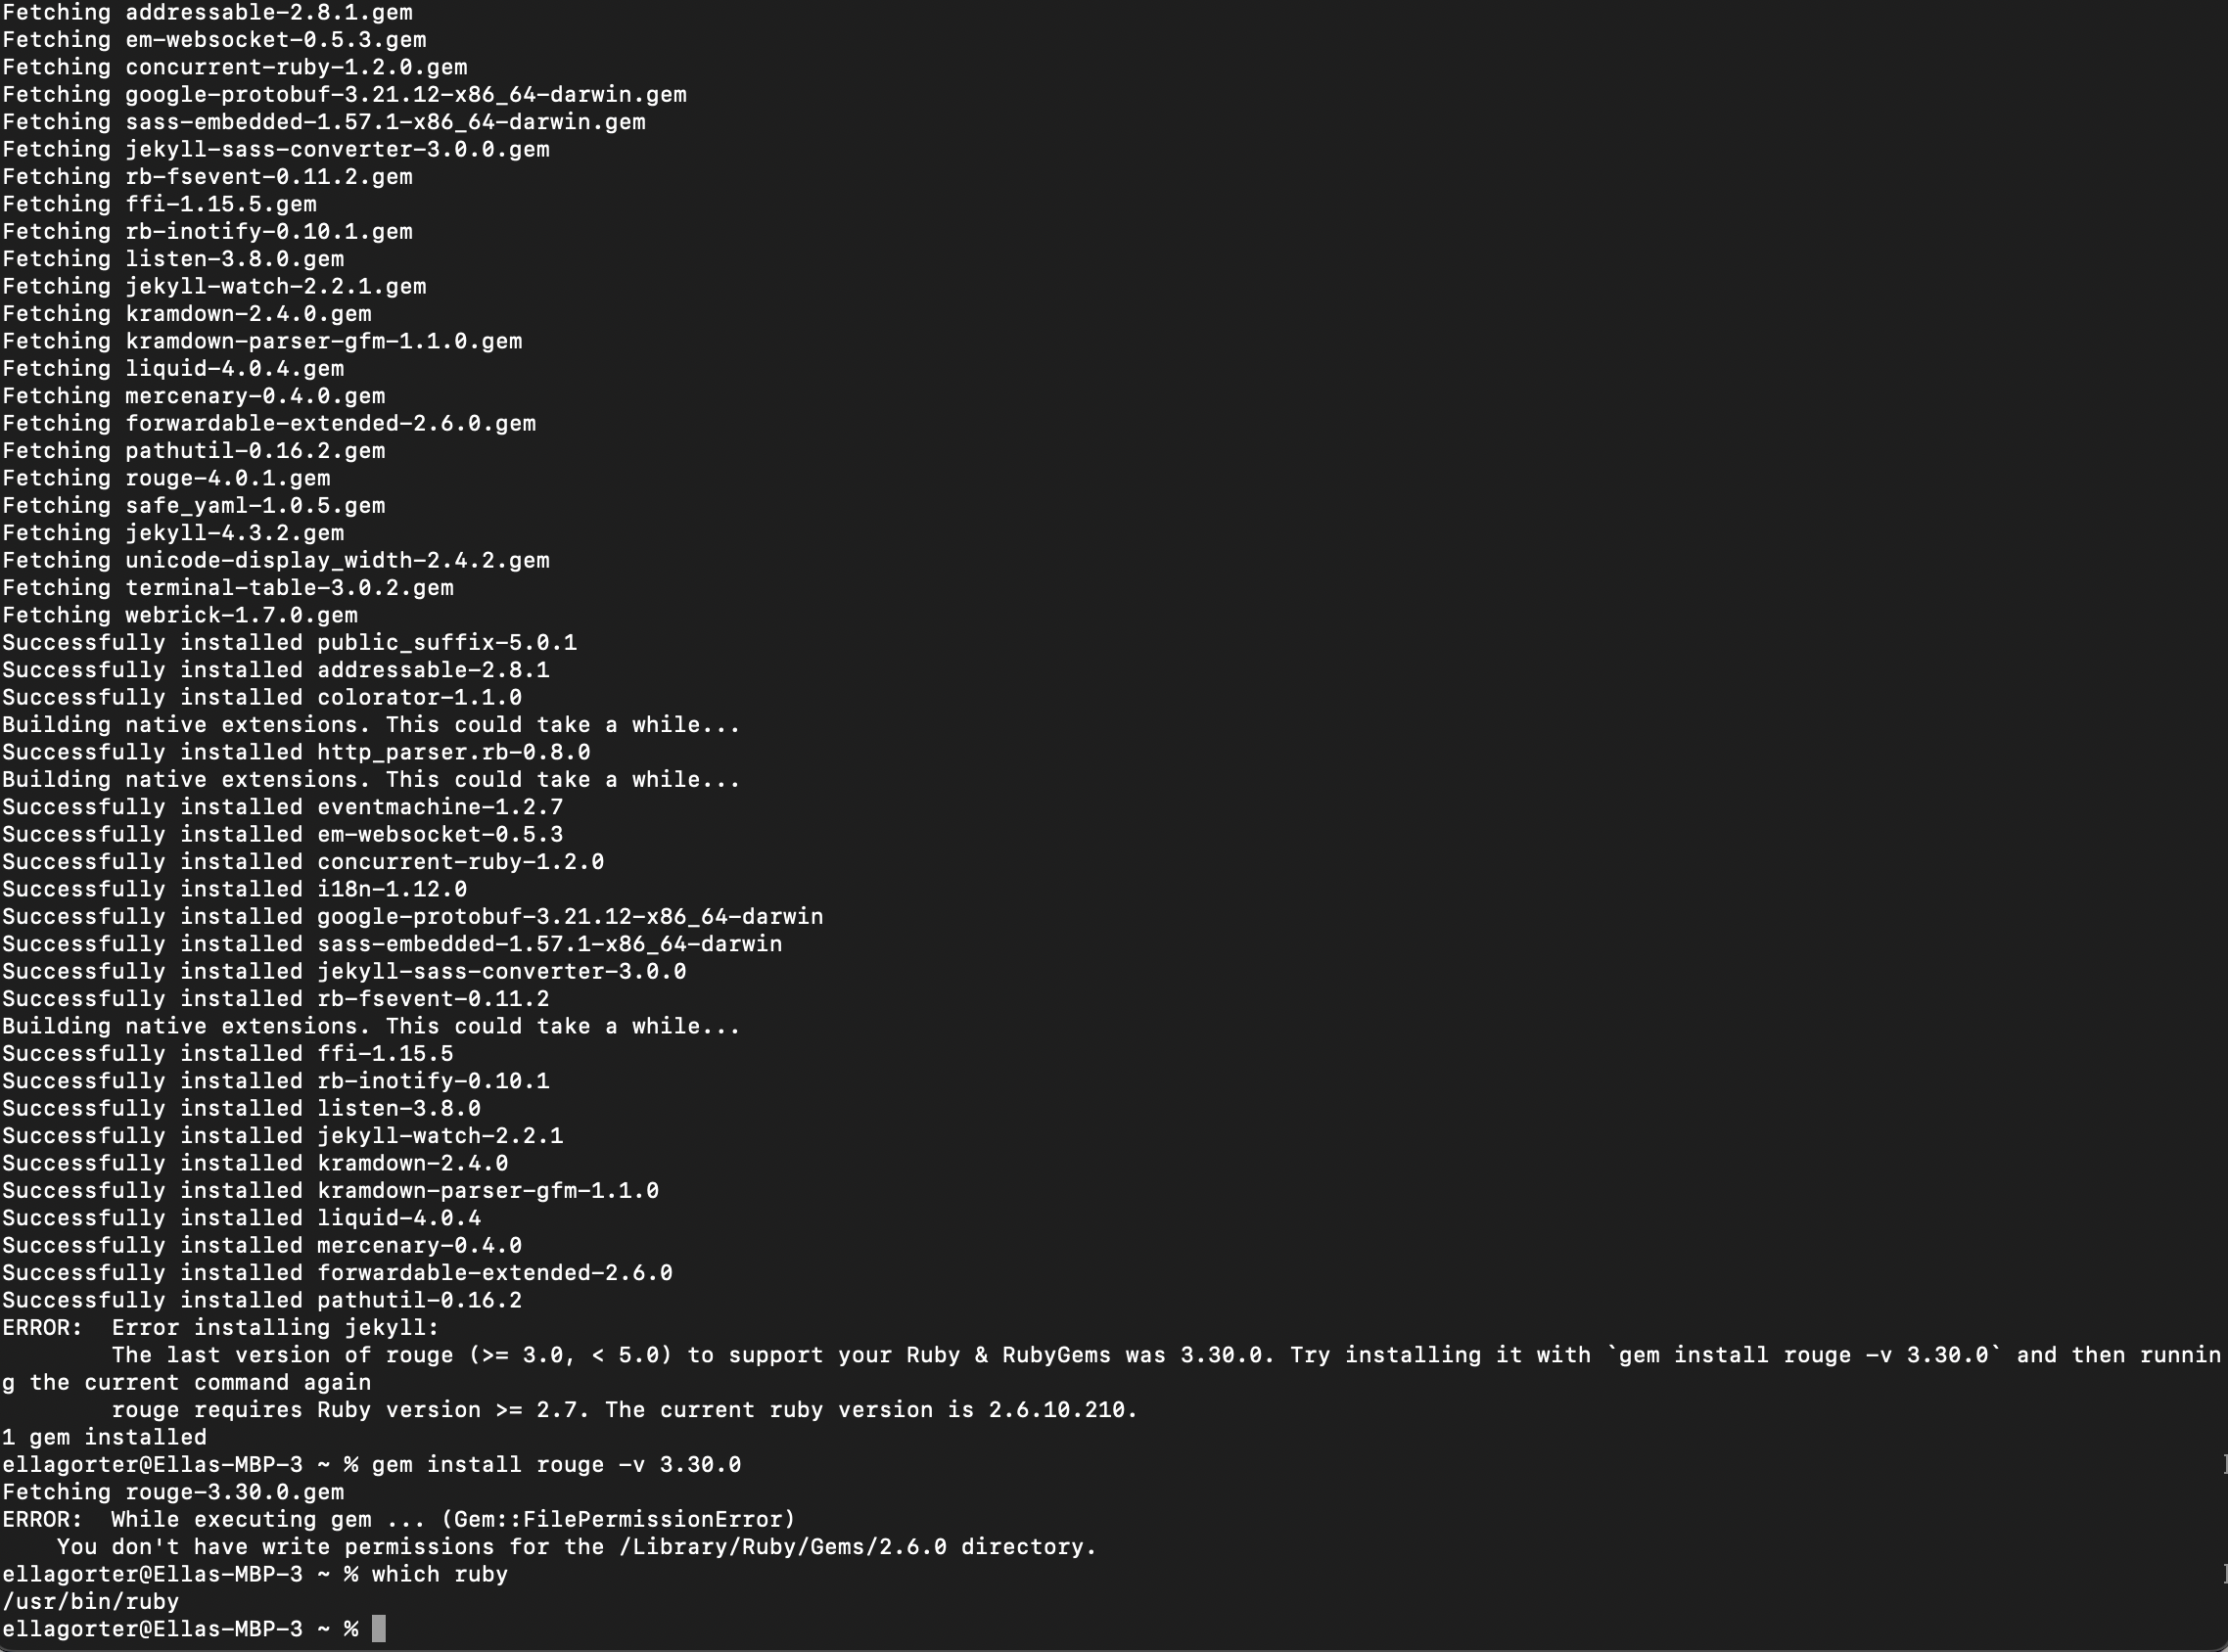 Fetching addressable-2.8.1.gem
Fetching em-websocket-0.5.3.gem
Fetching concurrent-ruby-1.2.0.gem
Fetching google-protobuf-3.21.12-x86_64-darwin.gem
Fetching sass-embedded-1.57.1-x86_64-darwin.gem
Fetching jekyll-sass-converter-3.0.0.gem
Fetching rb-fsevent-0.11.2.gem
Fetching ffi-1.15.5.gem
Fetching rb-inotify-0.10.1.gem
Fetching listen-3.8.0.gem
Fetching jekyll-watch-2.2.1.gem
Fetching kramdown-2.4.0.gem
Fetching kramdown-parser-gfm-1.1.0.gem
Fetching liquid-4.0.4.gem
Fetching mercenary-0.4.0.gem
Fetching forwardable-extended-2.6.0.gem
Fetching pathutil-0.16.2.gem
Fetching rouge-4.0.1.gem
Fetching safe_yaml-1.0.5.gem
Fetching jekyll-4.3.2.gem
Fetching unicode-display_width-2.4.2.gem
Fetching terminal-table-3.0.2.gem
Fetching webrick-1.7.0.gem
Successfully installed public_suffix-5.0.1
Successfully installed addressable-2.8.1
Successfully installed colorator-1.1.0
Building native extensions. This could take a while...
Successfully installed http_parser.rb-0.8.0
Building native extensions. This could take a while...
Successfully installed eventmachine-1.2.7
Successfully installed em-websocket-0.5.3
Successfully installed concurrent-ruby-1.2.0
Successfully installed i18n-1.12.0
Successfully installed google-protobuf-3.21.12-x86_64-darwin
Successfully installed sass-embedded-1.57.1-x86_64-darwin
Successfully installed jekyll-sass-converter-3.0.0
Successfully installed rb-fsevent-0.11.2
Building native extensions. This could take a while...
Successfully installed ffi-1.15.5
Successfully installed rb-inotify-0.10.1
Successfully installed listen-3.8.0
Successfully installed jekyll-watch-2.2.1
Successfully installed kramdown-2.4.0
Successfully installed kramdown-parser-gfm-1.1.0
Successfully installed liquid-4.0.4
Successfully installed mercenary-0.4.0
Successfully installed forwardable-extended-2.6.0
Successfully installed pathutil-0.16.2
ERROR:  Error installing jekyll:
        The last version of rouge (>= 3.0, < 5.0) to support your Ruby & RubyGems was 3.30.0. Try installing it with `gem install rouge -v 3.30.0` and then runnin
g the current command again
        rouge requires Ruby version >= 2.7. The current ruby version is 2.6.10.210.
1 gem installed
ellagorter@Ellas-MBP-3 ~ % gem install rouge -v 3.30.0
Fetching rouge-3.30.0.gem
ERROR:  While executing gem ... (Gem::FilePermissionError)
    You don't have write permissions for the /Library/Ruby/Gems/2.6.0 directory.
ellagorter@Ellas-MBP-3 ~ % which ruby
/usr/bin/ruby
ellagorter@Ellas-MBP-3 ~ %